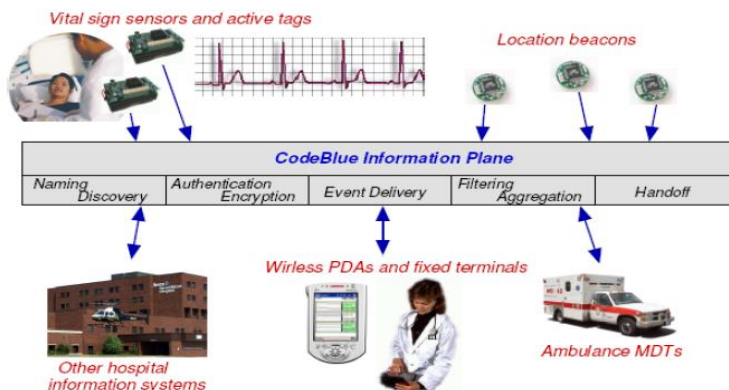 Vital sign sensors and active tags
Location beacons
CodeBlue Information Plane
Naming
Discovery
Authentication
Encryption
Event Delivery
Filtering
Aggregation
Handoff
Wirless PDAs and fixed terminals
Other hospital
information systems
Ambulance MDTs